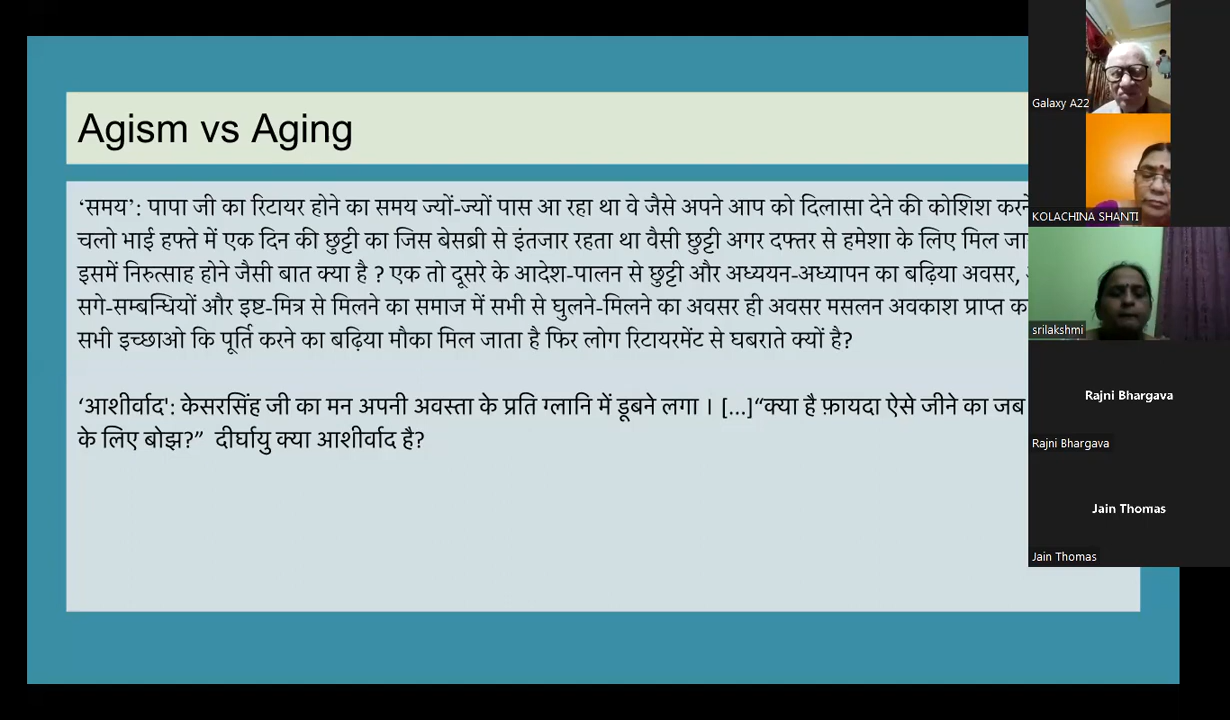 Agism vs Aging
‘समय’: पापा जी का रिटायर होने का समय ज्यों-ज्यों पास आ रहा था वे जैसे अपने आप को दिलासा देने की कोशिश करने
चलो भाई हफ्ते में एक दिन की छुट्टी का जिस बेसब्री से इंतजार रहता था वैसी छुट्टी अगर दफ्तर से हमेशा के लिए मिल
इसमें निरुत्साह होने जैसी बात क्या है ? एक तो दूसरे के आदेश-पालन से छुट्टी और अध्ययन-अध्यापन का बढ़िया अवसर,
सगे-सम्बन्धियों और इष्ट-मित्र से मिलने का समाज में सभी से घुलने-मिलने का अवसर ही अवसर मसलन अवकाश प्राप्त
सभी इच्छाओ कि पूर्ति करने का बढ़िया मौका मिल जाता है फिर लोग रिटायरमेंट से घबराते क्यों है?
‘आशीर्वाद': केसरसिंह जी का मन अपनी अवस्ता के प्रति ग्लानि में डूबने लगा । [...]“क्या है फ़ायदा ऐसे जीने का जब
के लिए बोझ?” दीर्घायु क्या आशीर्वाद है?
Galaxy A22
KOLACHINA SHANTI
srilakshmi
Rajni Bhargava
Rajni Bhargava
Jain Thomas
Jain Thomas